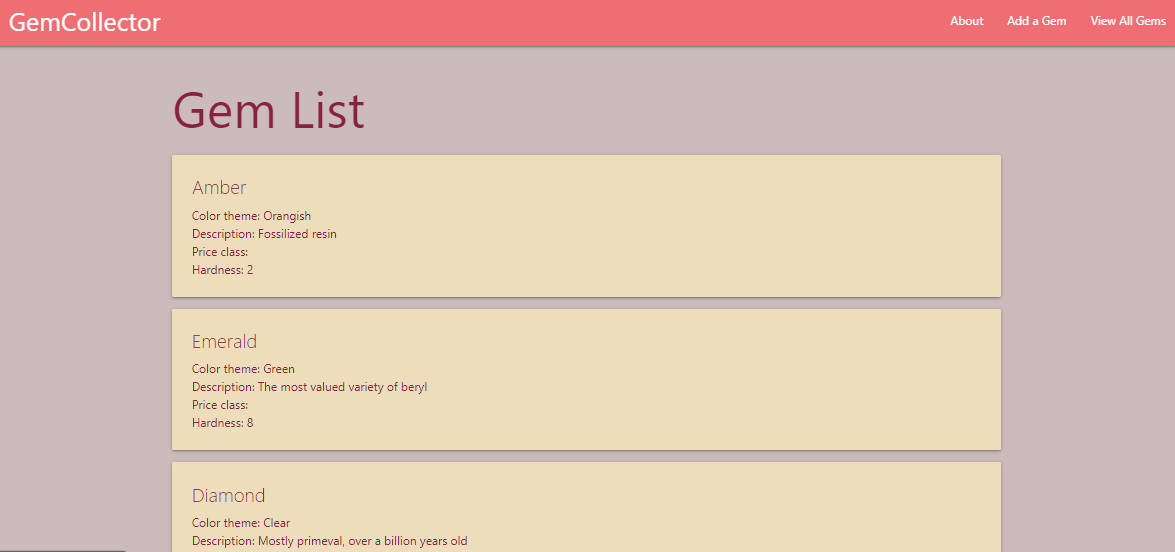 GemCollector
About Add a Gem View All Gems
Gem List
Amber
Color theme: Orangish
Description: Fossilized resin
Price class:
Hardness: 2
Emerald
Color theme: Green
Description: The most valued variety of beryl
Price class:
Hardness: 8
Diamond
Color theme: Clear
Description: Mostly primeval, over a billion years old